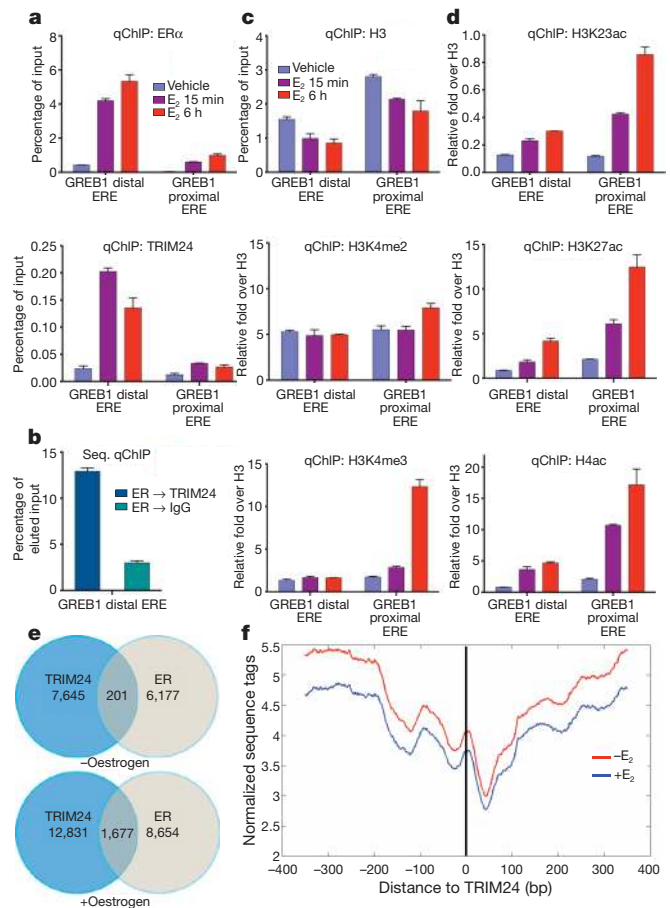 a
qChIP: ERα
Percentage of input
8
6
4
2
0
Vehicle
E2 15 min
E2 6 h
GREB1 distal
ERE
GREB1
proximal
ERE
qChIP: TRIM24
Percentage of input
0.25
0.20
0.15
0.10
0.05
0.00
GREB1 distal
ERE
GREB1
proximal
ERE
b
Seq. qChIP
Percentage of
eluted input
15
10
5
0
ER → TRIM24
ER → IgG
GREB1 distal ERE
c
qChIP: H3
Percentage of input
4
3
2
1
0
Vehicle
E2 15 min
E2 6 h
GREB1 distal
ERE
GREB1
proximal
ERE
qChIP: H3K4me2
Relative fold over H3
15
10
5
0
GREB1 distal
ERE
GREB1
proximal
ERE
qChIP: H3K4me3
Relative fold over H3
15
10
5
0
GREB1 distal
ERE
GREB1
proximal
ERE
d
qChIP: H3K23ac
Relative fold over H3
1.0
0.8
0.6
0.4
0.2
0.0
GREB1 distal
ERE
GREB1
proximal
ERE
qChIP: H3K27ac
Relative fold over H3
15
10
5
0
GREB1 distal
ERE
GREB1
proximal
ERE
qChIP: H4ac
Relative fold over H3
20
15
10
5
0
GREB1 distal
ERE
GREB1
proximal
ERE
e
TRIM24
7,645
201
ER
6,177
–Oestrogen
TRIM24
12,831
1,677
ER
8,654
+Oestrogen
f
Normalized sequence tags
5.5
5
4.5
4
3.5
3
2.5
2
–E2
+E2
−400 −300 −200 −100 0 100 200 300 400
Distance to TRIM24 (bp)